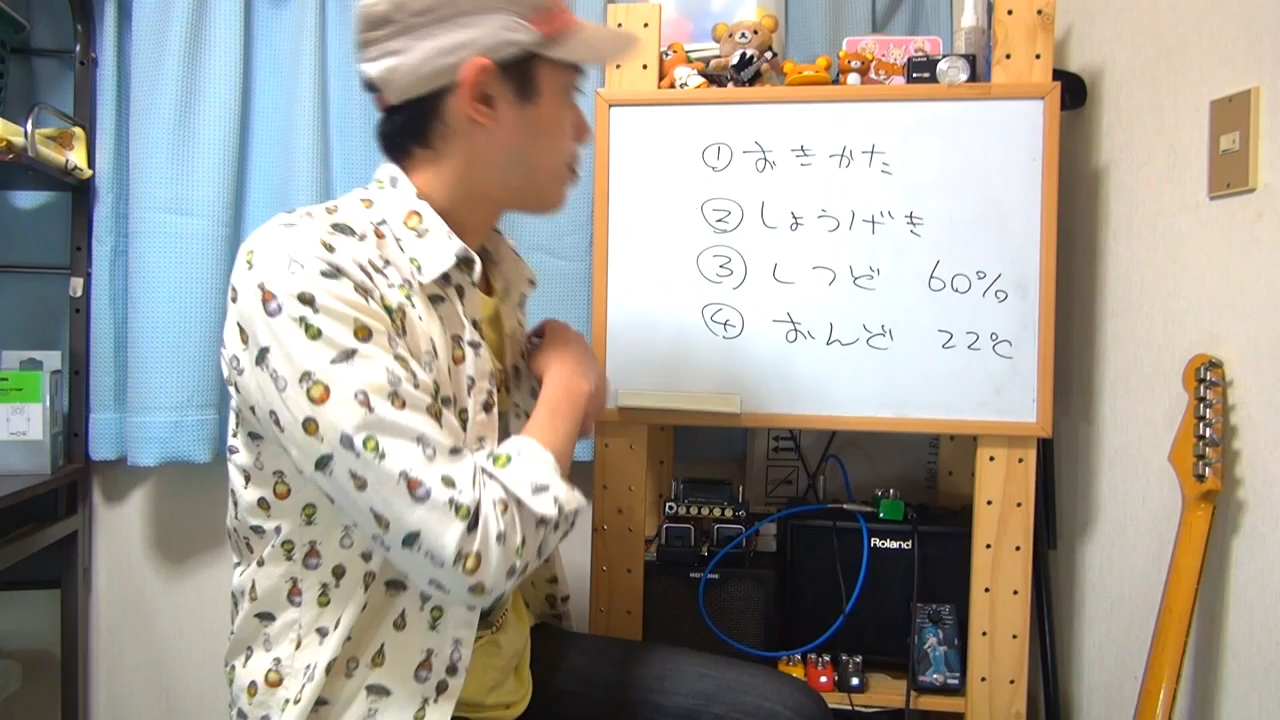 ① おきかた
② しょうげき
③ しつど 60%
④ おんど 22℃
Roland
HOTONE